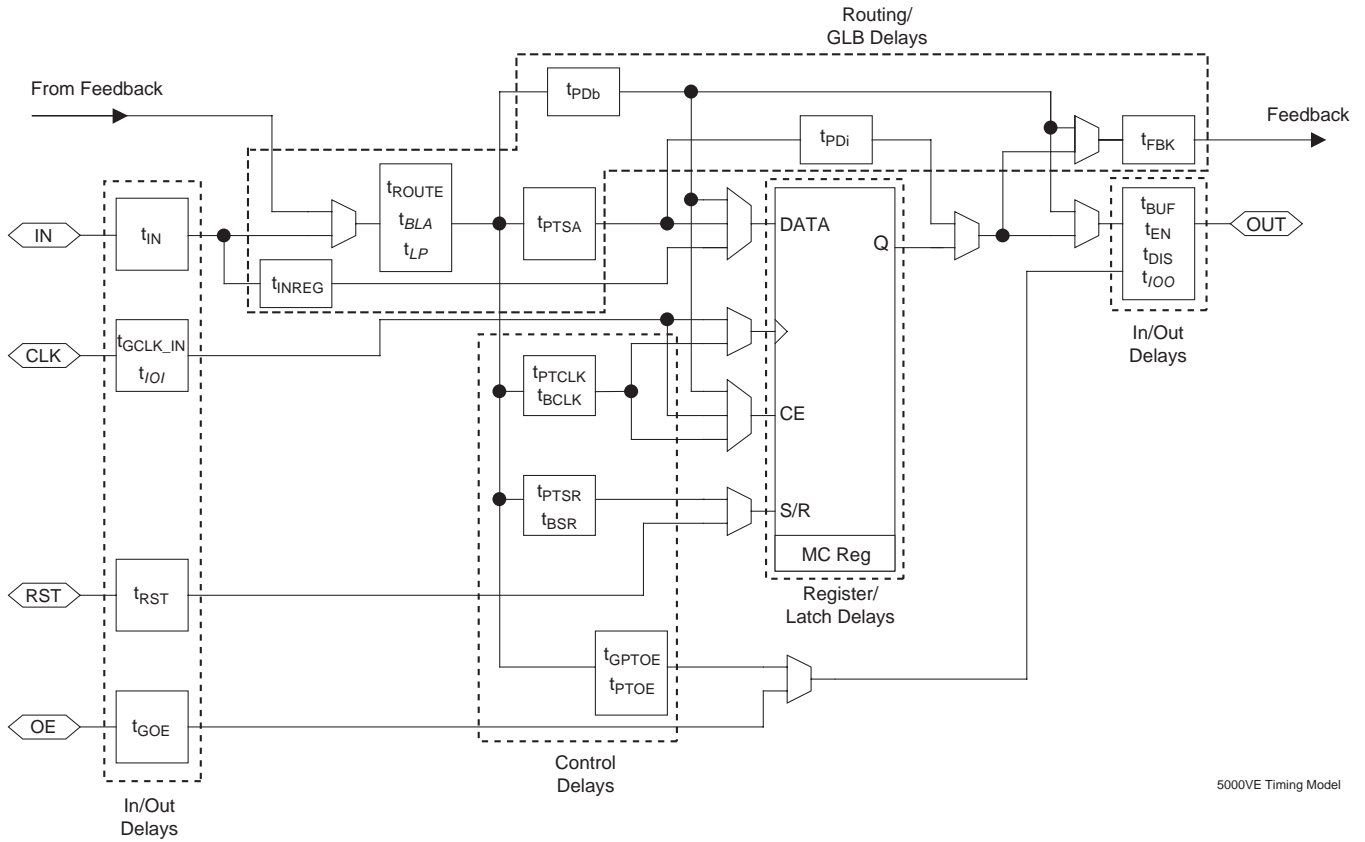 Routing/
GLB Delays
From Feedback
tPDb
Feedback
tPDi
tFBK
tROUTE
tBLA
tLP
tBUF
tEN
tDIS
tIOO
IN
tIN
tPTSA
DATA
Q
OUT
tINREG
In/Out
Delays
CLK
tGCLK_IN
tIOI
tPTCLK
tBCLK
CE
tPTSR
tBSR
S/R
MC Reg
RST
tRST
Register/
Latch Delays
tGPTOE
tPTOE
OE
tGOE
Control
Delays
5000VE Timing Model
In/Out
Delays